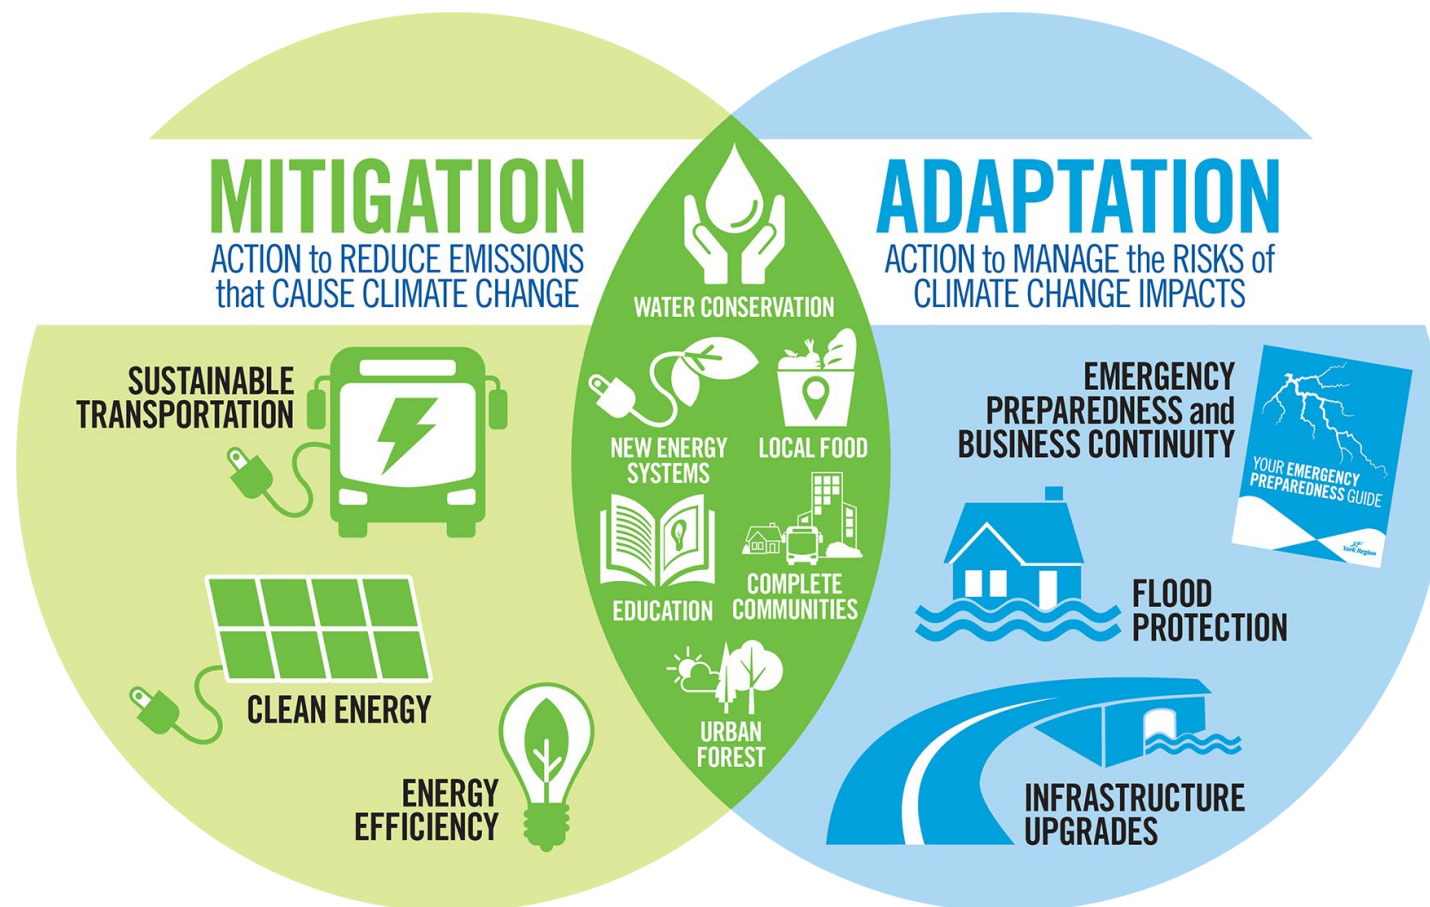 MITIGATION
ACTION to REDUCE EMISSIONS
that CAUSE CLIMATE CHANGE
SUSTAINABLE
TRANSPORTATION
CLEAN ENERGY
ENERGY
EFFICIENCY
WATER CONSERVATION
NEW ENERGY
SYSTEMS
LOCAL FOOD
EDUCATION
COMPLETE
COMMUNITIES
URBAN
FOREST
ADAPTATION
ACTION to MANAGE the RISKS of
CLIMATE CHANGE IMPACTS
EMERGENCY
PREPAREDNESS and
BUSINESS CONTINUITY
YOUR EMERGENCY
PREPAREDNESS GUIDE
York Region
FLOOD
PROTECTION
INFRASTRUCTURE
UPGRADES